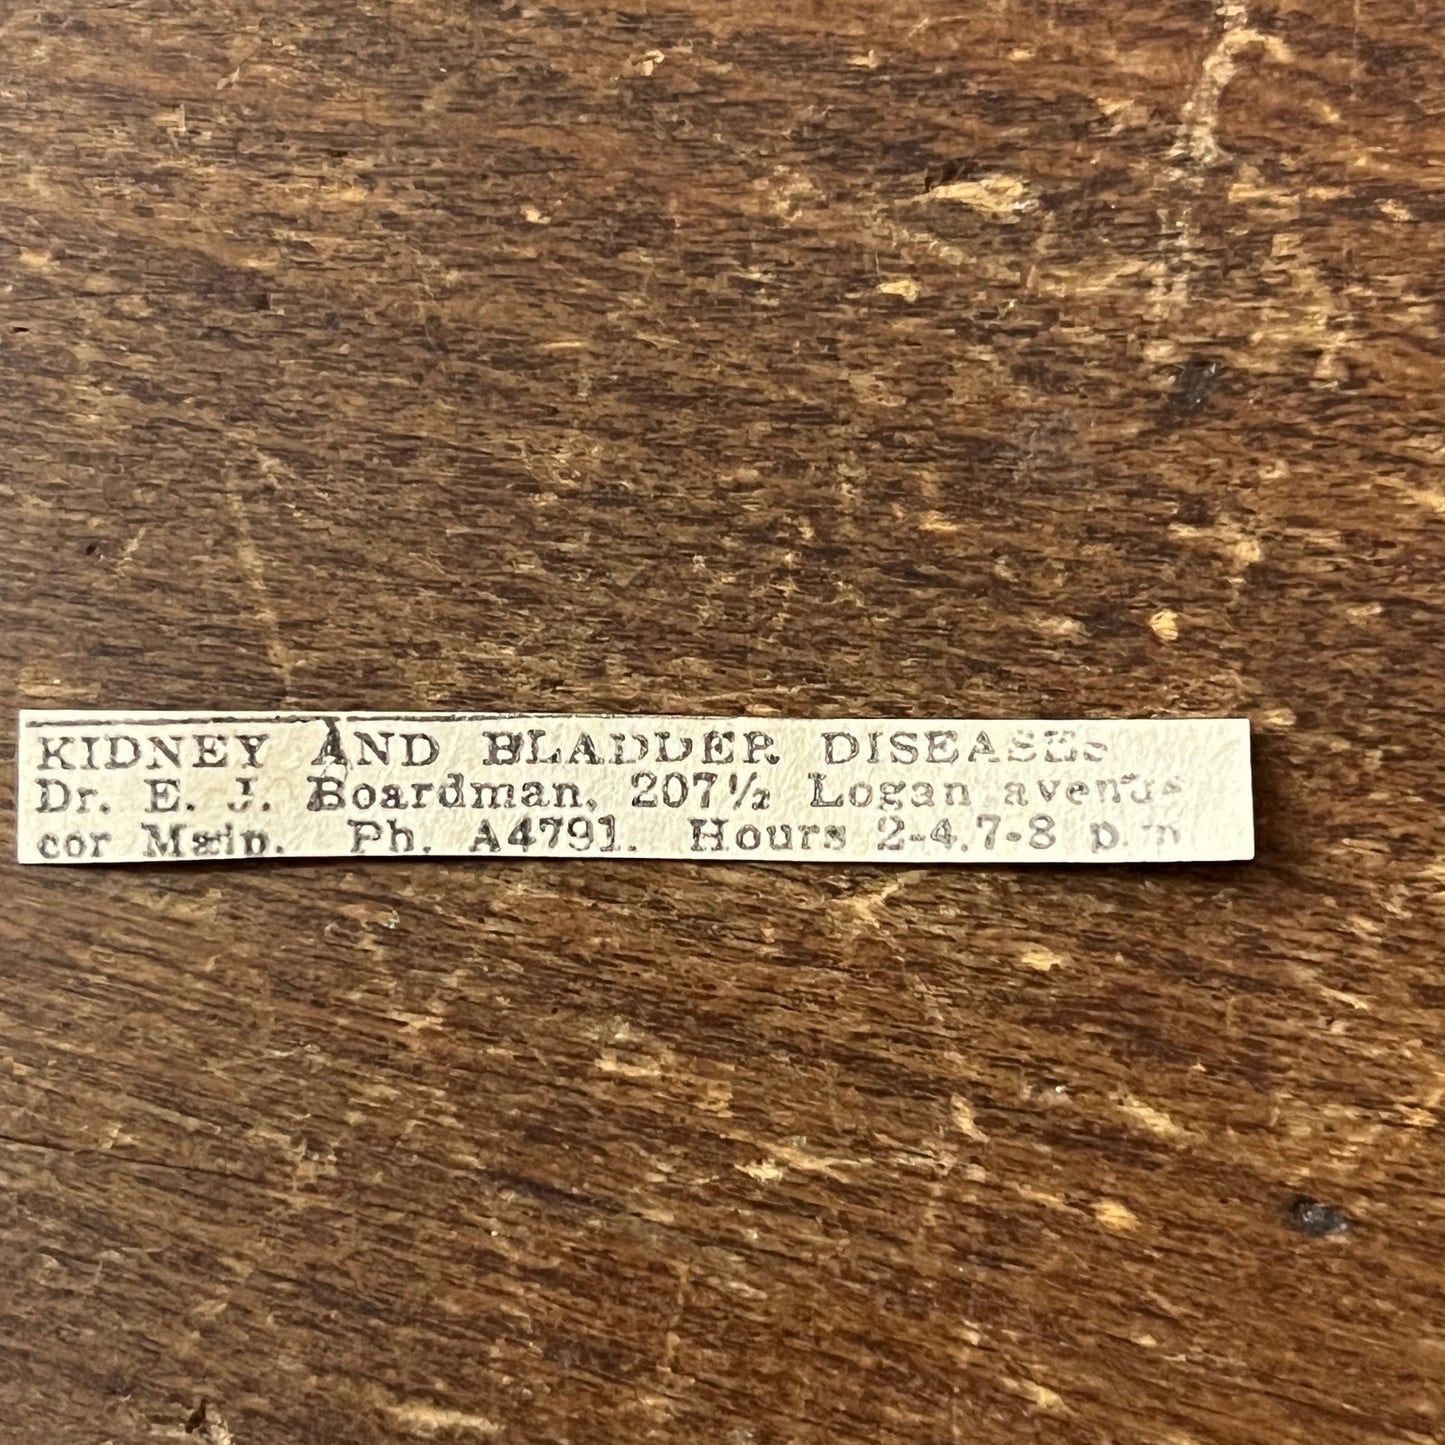 KIDNEY AND BLADDER DISEASES
Dr. E. J. Boardman, 207½ Logan avenue
cor Main. Ph. A4791. Hours 2-4,7-8 p.m